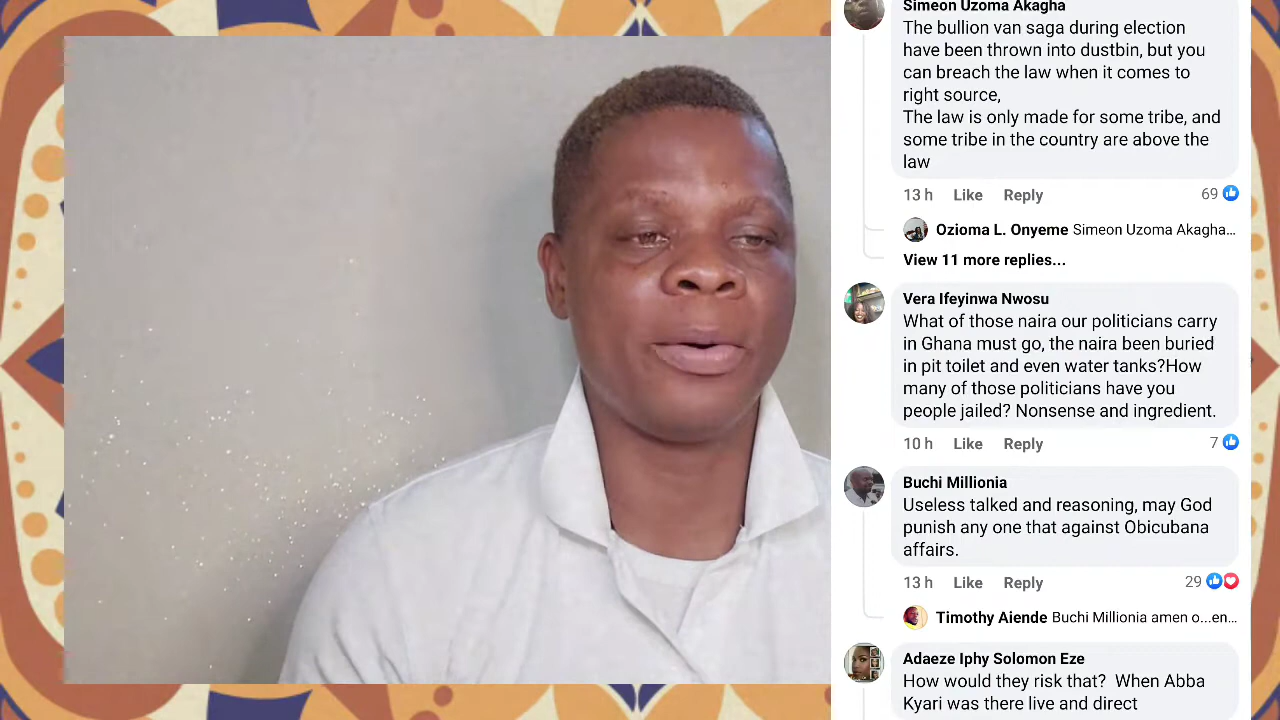 Simeon Uzoma Akagha
The bullion van saga during election
have been thrown into dustbin, but you
can breach the law when it comes to
right source,
The law is only made for some tribe, and
some tribe in the country are above the
law
13 h Like Reply 69
Ozioma L. Onyeme Simeon Uzoma Akagha...
View 11 more replies...
Vera Ifeyinwa Nwosu
What of those naira our politicians carry
in Ghana must go, the naira been buried
in pit toilet and even water tanks?How
many of those politicians have you
people jailed? Nonsense and ingredient.
10 h Like Reply 7
Buchi Millionia
Useless talked and reasoning, may God
punish any one that against Obicubana
affairs.
13 h Like Reply 29
Timothy Aiende Buchi Millionia amen o...en...
Adaeze Iphy Solomon Eze
How would they risk that? When Abba
Kyari was there live and direct